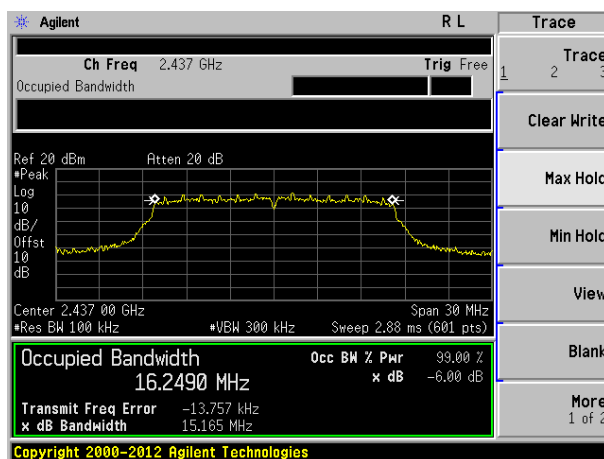 Agilent R L Trace
Ch Freq 2.437 GHz Trig Free
Occupied Bandwidth
Trace
1 2 3
Clear Write
Max Hold
Min Hold
View
Blank
More
1 of 2
Ref 20 dBm Atten 20 dB
#Peak
Log
10
dB/
Offst
10
dB
Center 2.437 00 GHz Span 30 MHz
#Res BW 100 kHz #VBW 300 kHz Sweep 2.88 ms (601 pts)
Occupied Bandwidth Occ BW % Pwr 99.00 %
16.2490 MHz x dB -6.00 dB
Transmit Freq Error -13.757 kHz
x dB Bandwidth 15.165 MHz
Copyright 2000-2012 Agilent Technologies